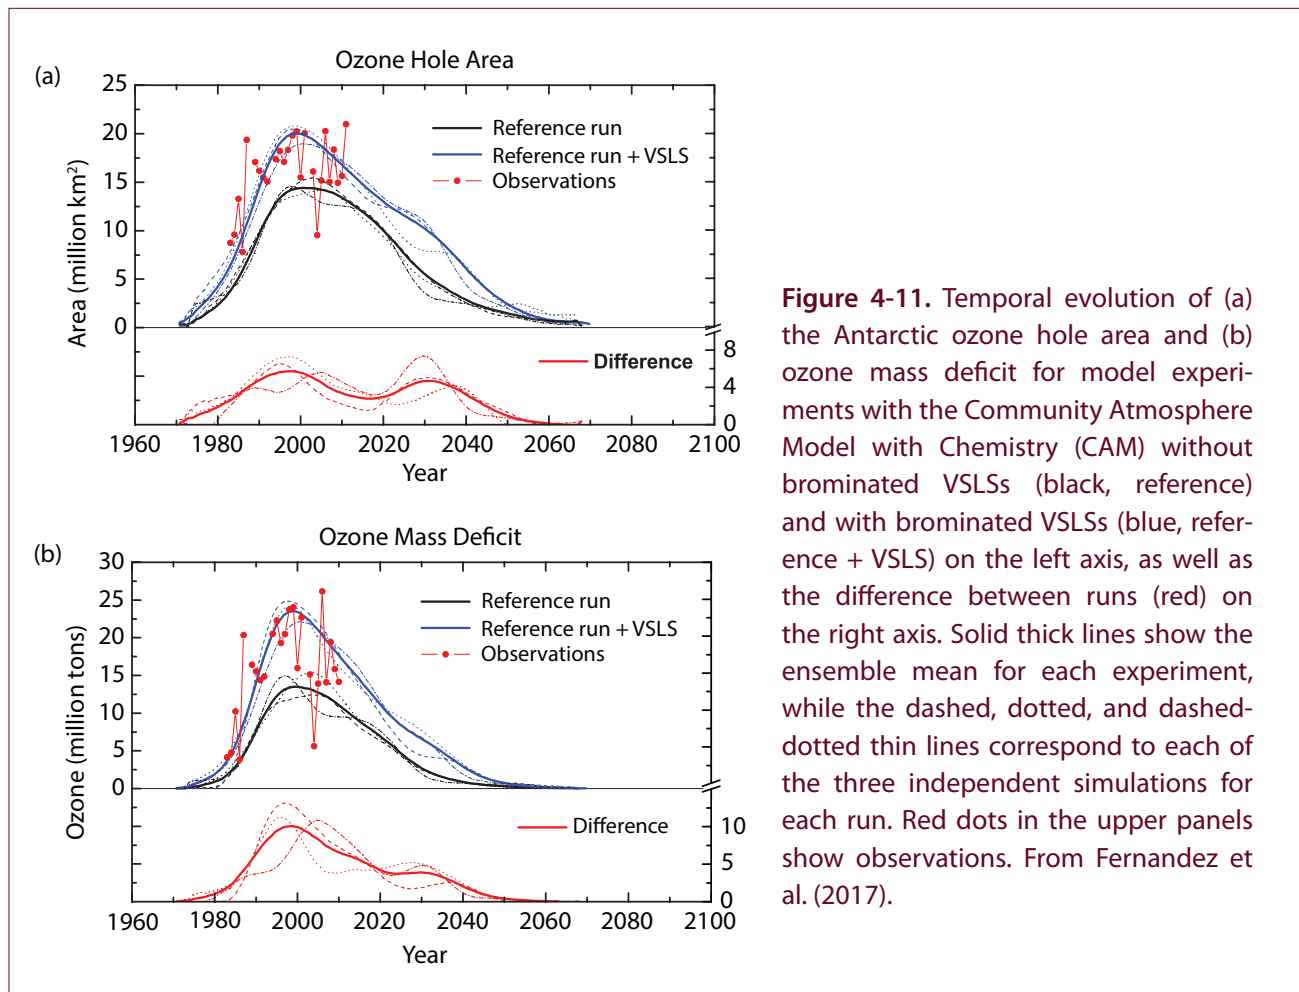 (a)
Ozone Hole Area
25
20
15
10
5
0
Area (million km²)
Reference run
Reference run + VSLS
Observations
Difference
8
4
0
1960 1980 2000 2020 2040 2060 2080 2100
Year
(b)
Ozone Mass Deficit
30
25
20
15
10
5
0
Ozone (million tons)
Reference run
Reference run + VSLS
Observations
Difference
10
5
0
1960 1980 2000 2020 2040 2060 2080 2100
Year
Figure 4-11. Temporal evolution of (a)
the Antarctic ozone hole area and (b)
ozone mass deficit for model experi-
ments with the Community Atmosphere
Model with Chemistry (CAM) without
brominated VSLSs (black, reference)
and with brominated VSLSs (blue, refer-
ence + VSLS) on the left axis, as well as
the difference between runs (red) on
the right axis. Solid thick lines show the
ensemble mean for each experiment,
while the dashed, dotted, and dashed-
dotted thin lines correspond to each of
the three independent simulations for
each run. Red dots in the upper panels
show observations. From Fernandez et
al. (2017).